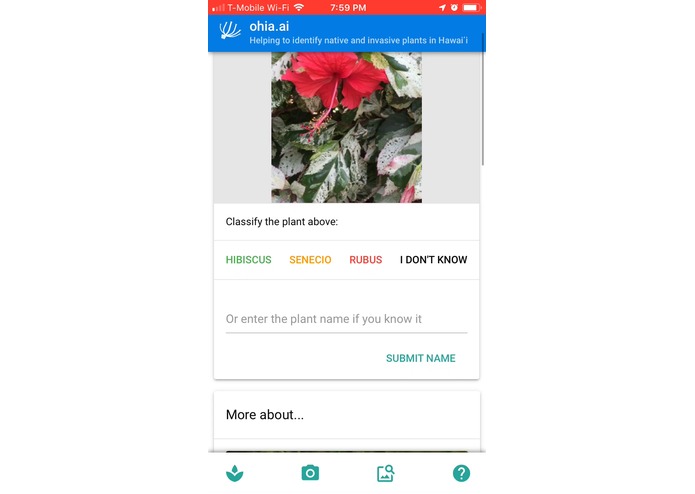 T-Mobile Wi-Fi 7:59 PM
ohia.ai
Helping to identify native and invasive plants in Hawai'i
Classify the plant above:
HIBISCUS SENECIO RUBUS I DON'T KNOW
Or enter the plant name if you know it
SUBMIT NAME
More about...
?